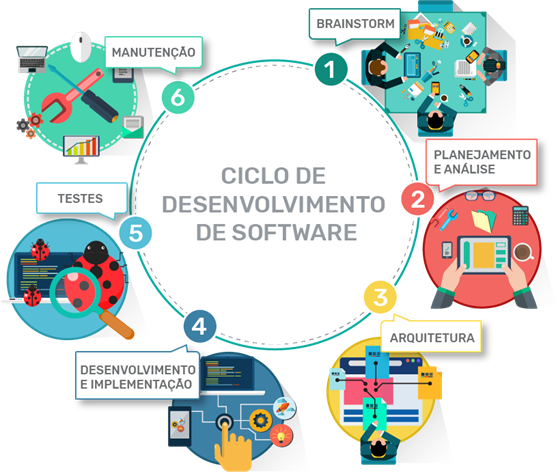 CICLO DE
DESENVOLVIMENTO
DE SOFTWARE
1
BRAINSTORM
2
PLANEJAMENTO
E ANÁLISE
3
ARQUITETURA
4
DESENVOLVIMENTO
E IMPLEMENTAÇÃO
5
TESTES
6
MANUTENÇÃO